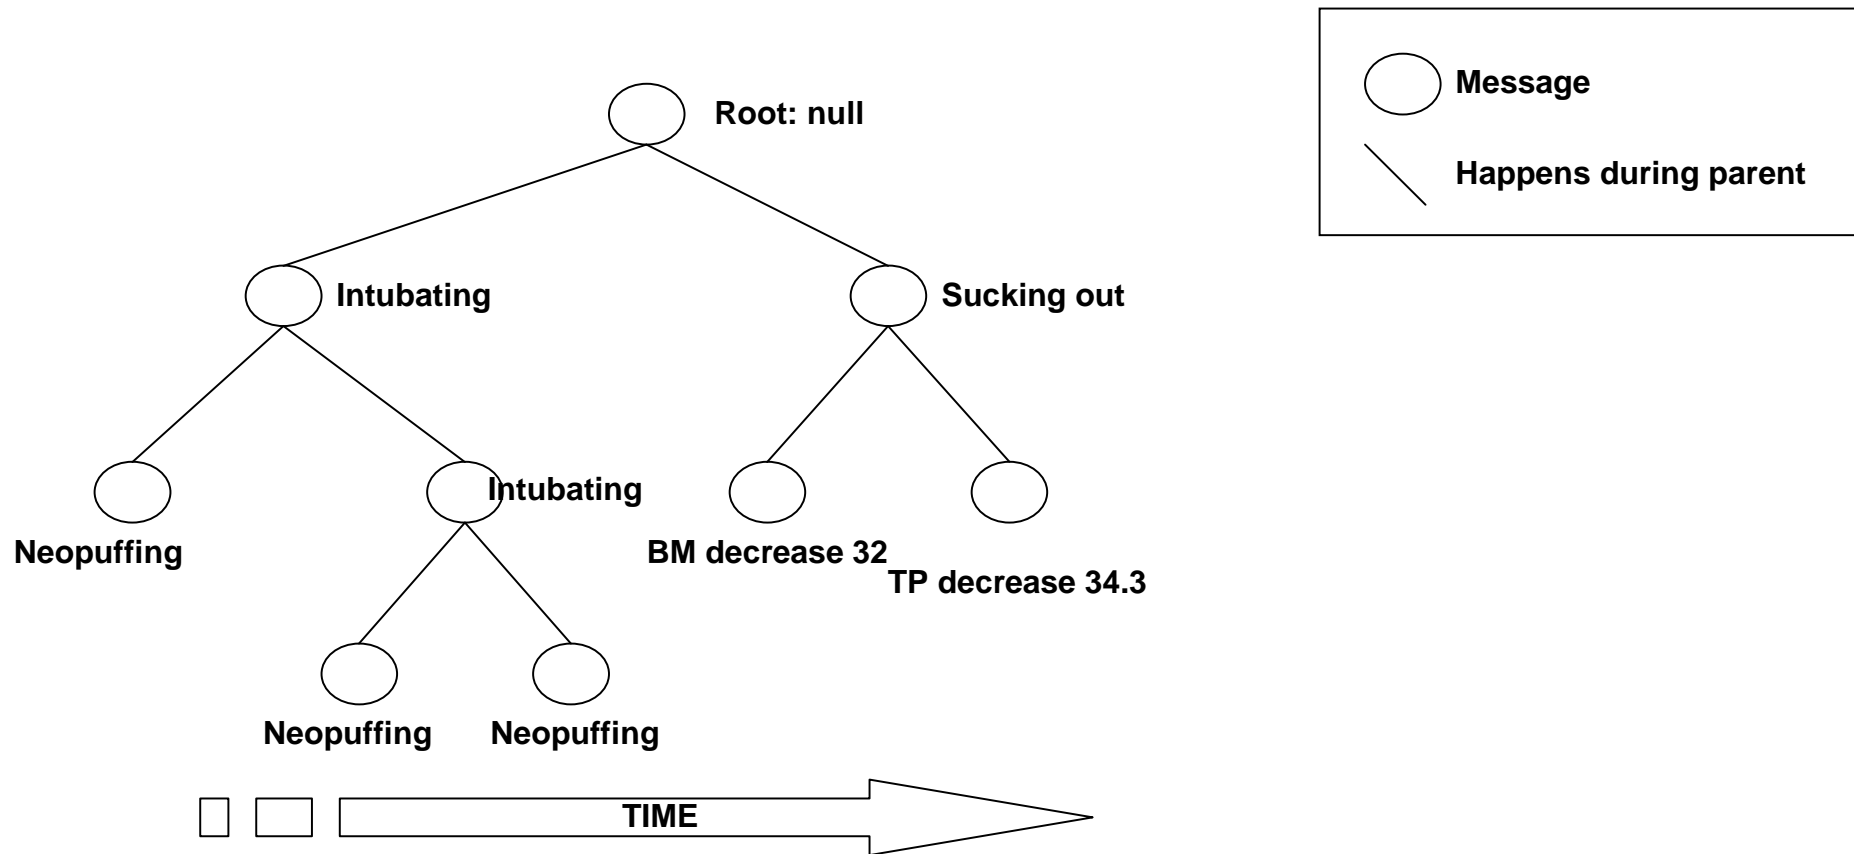 Root: null
Message
Happens during parent
Intubating
Sucking out
Neopuffing
Intubating
BM decrease 32
TP decrease 34.3
Neopuffing
Neopuffing
TIME